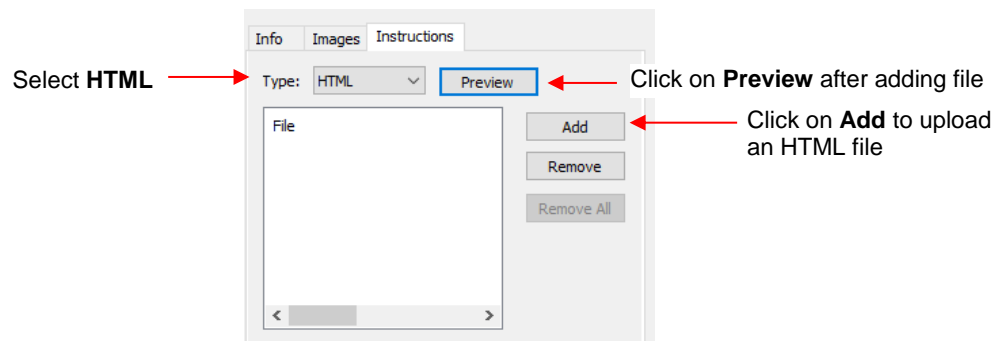 Info Images Instructions
Select HTML
Type: HTML Preview
Click on Preview after adding file
File
Add
Click on Add to upload
an HTML file
Remove
Remove All